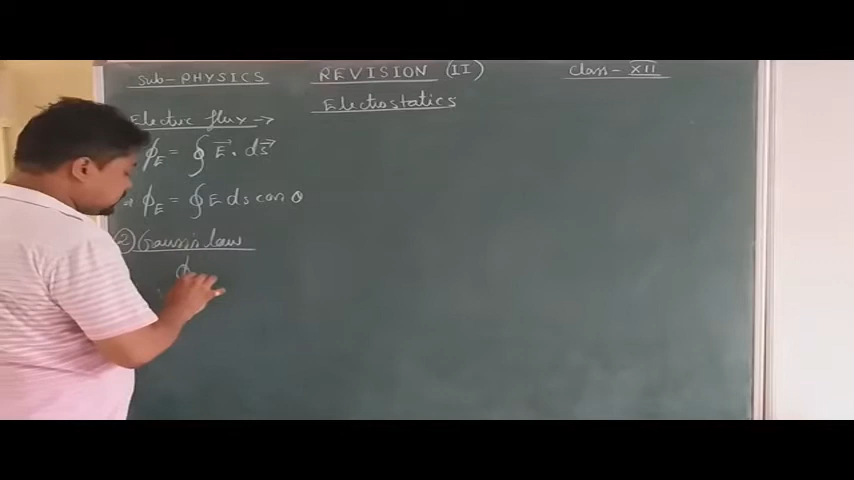 Sub-PHYSICS
REVISION (II)
Class- XII
Electrostatics
Electric flux →
ϕE = ∮ E⃗ . ds⃗
⇒ ϕE = ∮ E ds cos θ
② Gauss's law
ϕ